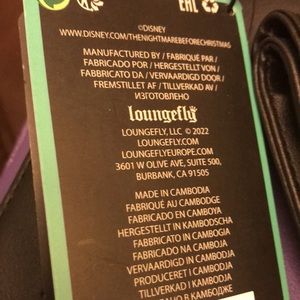 EAC
©DISNEY
WWW.DISNEY.COM/THENIGHTMAREBEFORECHRISTMAS
MANUFACTURED BY / FABRIQUÉ PAR /
FABRICADO POR / HERGESTELLT VON /
FABBRICATO DA / VERVAARDIGD DOOR /
FREMSTILLET AF / TILLVERKAD AV /
ИЗГОТОВЛЕНО
loungefly
LOUNGEFLY, LLC © 2022
LOUNGEFLY.COM
LOUNGEFLYEUROPE.COM
3601 W OLIVE AVE, SUITE 500,
BURBANK, CA 91505
MADE IN CAMBODIA
FABRIQUÉ AU CAMBODGE
FABRICADO EN CAMBOYA
HERGESTELLT IN KAMBODSCHA
FABBRICATO IN CAMBOGIA
FABRICADO NA CAMBOJA
VERVAARDIGD IN CAMBODJA
PRODUCERET I CAMBODJA
TILLVERKAD I KAMBODJA
В КАМБОДЖЕ